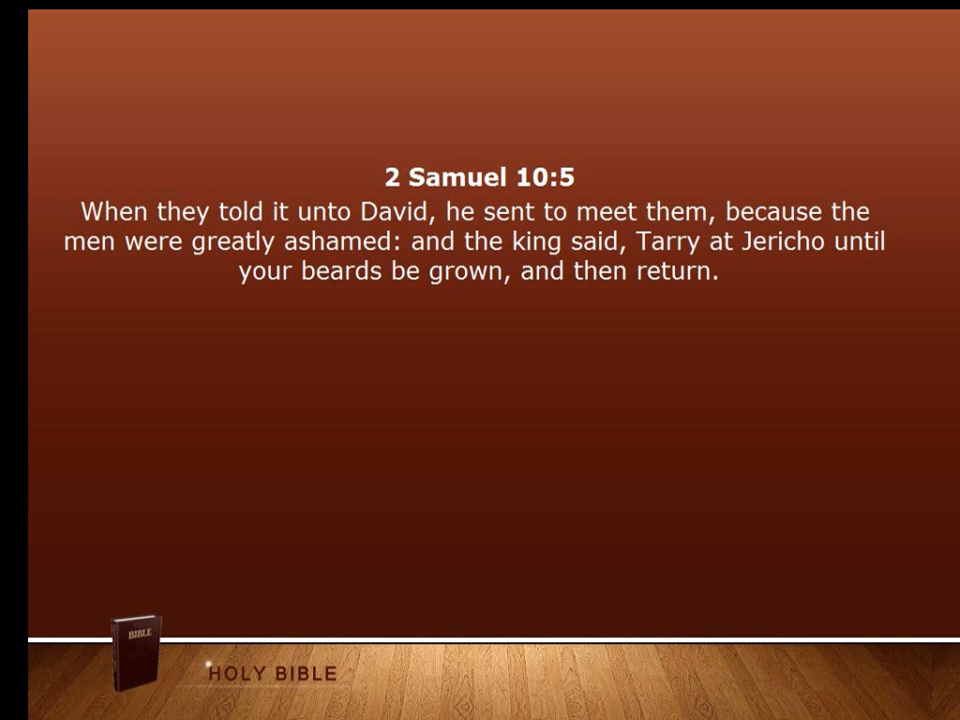 2 Samuel 10:5
When they told it unto David, he sent to meet them, because the
men were greatly ashamed: and the king said, Tarry at Jericho until
your beards be grown, and then return.
BIBLE
HOLY BIBLE